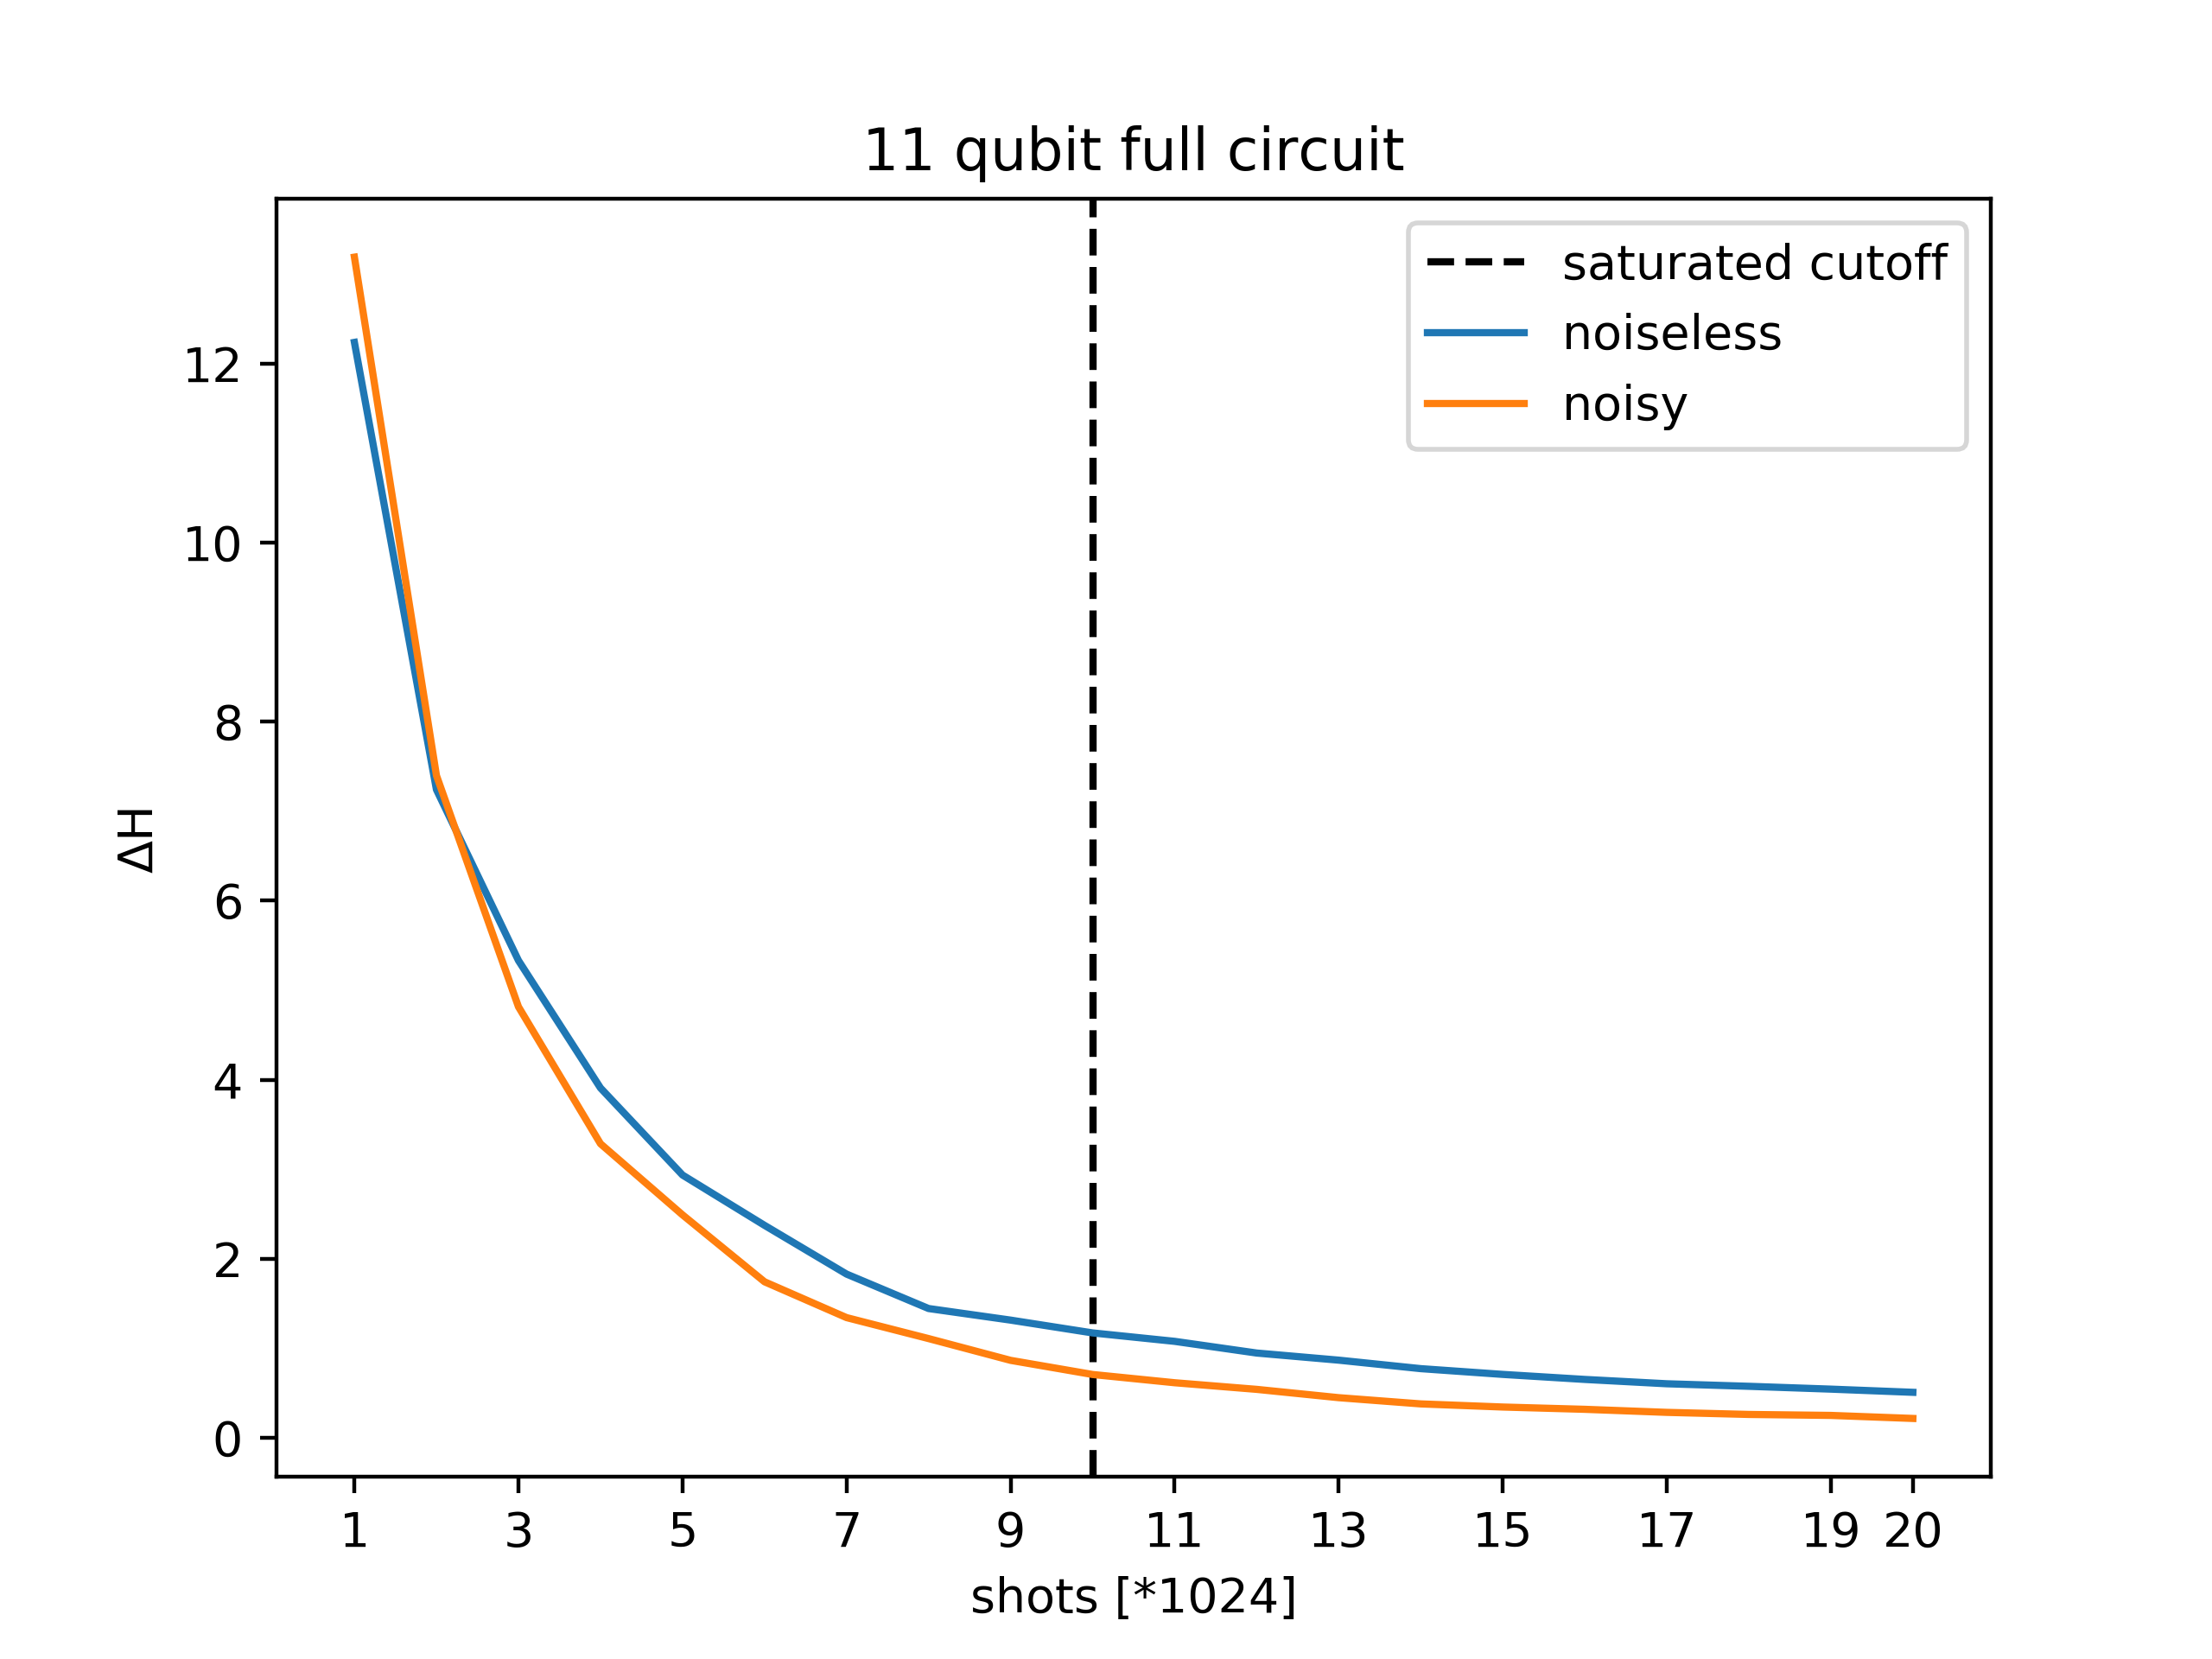 11 qubit full circuit
saturated cutoff
noiseless
noisy
12
10
8
6
4
2
0
ΔH
1 3 5 7 9 11 13 15 17 19 20
shots [*1024]